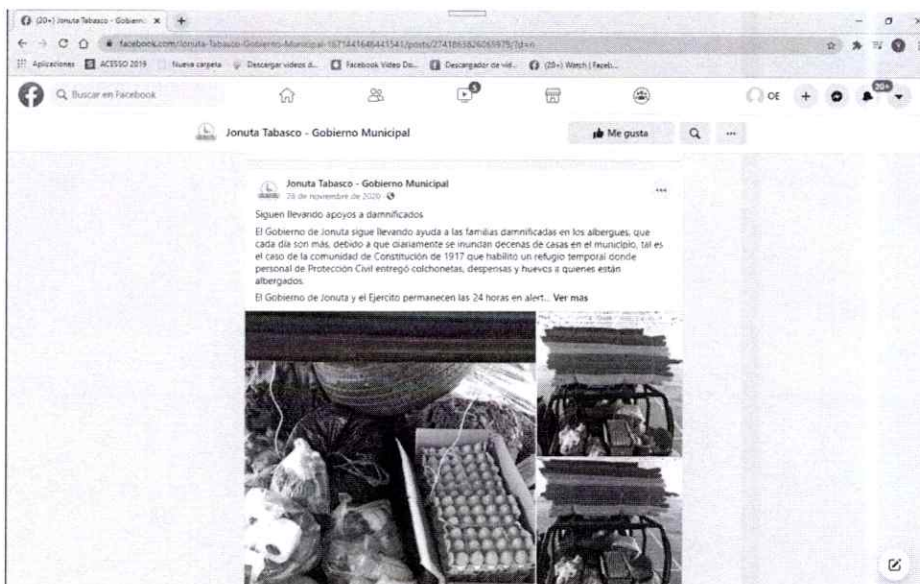 (20+) Jonuta Tabasco - Gobiern
facebook.com/Jonuta-Tabasco-Gobierno-Municipal-1671441646441541/posts/2741863826065975/?d=n
Aplicaciones ACESSO 2019 Nueva carpeta Descargar videos d... Facebook Video Do... Descargador de vid... (20+) Watch | Faceb...
Buscar en Facebook
OE
20+
Jonuta Tabasco - Gobierno Municipal
Me gusta
Jonuta Tabasco - Gobierno Municipal
26 de noviembre de 2020
Siguen llevando apoyos a damnificados
El Gobierno de Jonuta sigue llevando ayuda a las familias damnificadas en los albergues, que
cada día son más, debido a que diariamente se inundan decenas de casas en el municipio, tal es
el caso de la comunidad de Constitución de 1917 que habilitó un refugio temporal donde
personal de Protección Civil entregó colchonetas, despensas y huevos a quienes están
albergados.
El Gobierno de Jonuta y el Ejercito permanecen las 24 horas en alert... Ver más